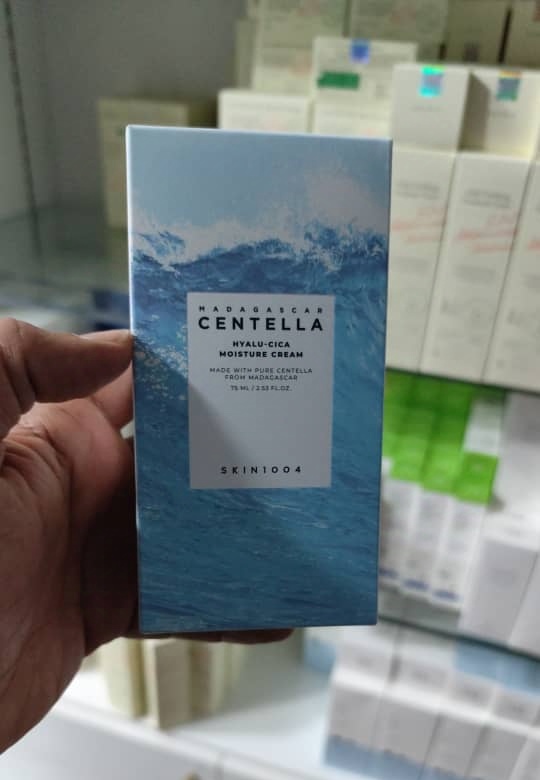 MADAGASCAR
CENTELLA
HYALU-CICA
MOISTURE CREAM
MADE WITH PURE CENTELLA
FROM MADAGASCAR
75 ML / 2.53 FL.OZ.
SKIN1004